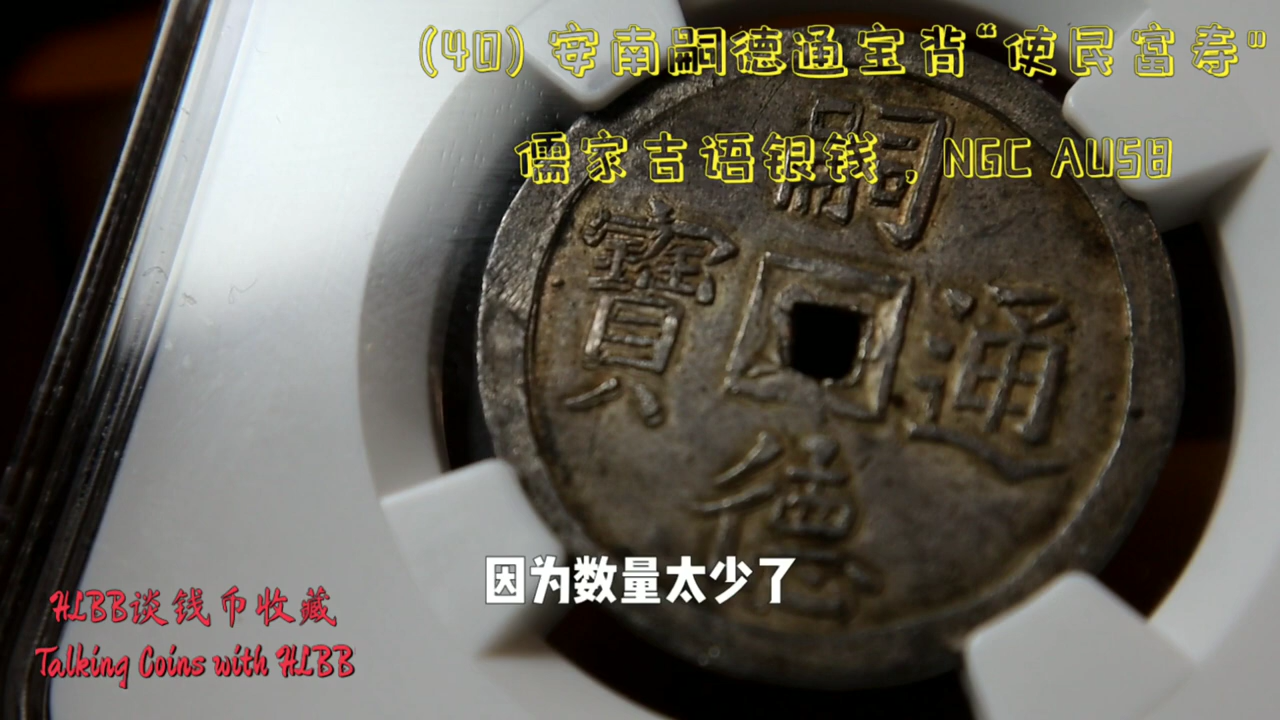 (40) 安南嗣德通宝背“使民富寿"
儒家吉语银钱，NGC AU58
嗣德通寶
因为数量太少了
HLBB谈钱币收藏
Talking Coins with HLBB